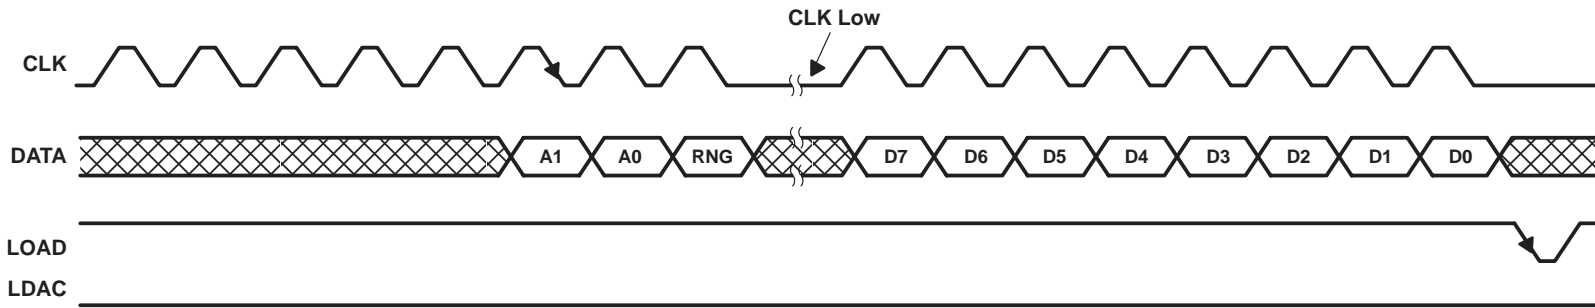 CLK Low
CLK
DATA
A1 A0 RNG D7 D6 D5 D4 D3 D2 D1 D0
LOAD
LDAC